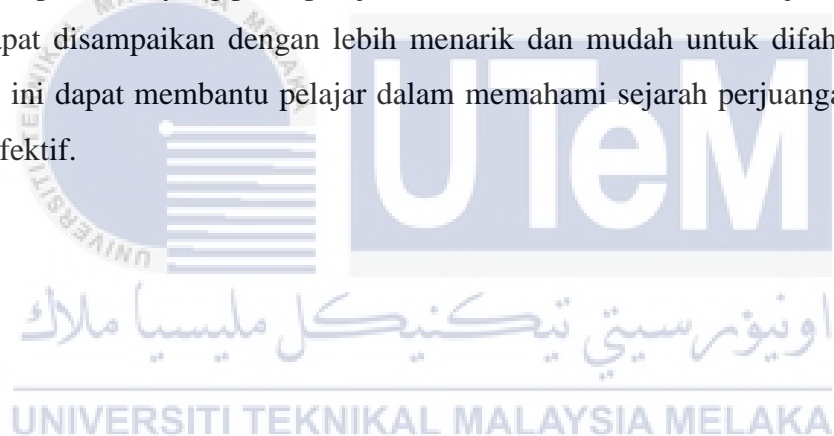 apat disampaikan dengan lebih menarik dan mudah untuk difah
ini dapat membantu pelajar dalam memahami sejarah perjuanga
fektif.
UTeM
اونيۏرسيتي تيكنيكل مليسيا ملاك
UNIVERSITI TEKNIKAL MALAYSIA MELAKA